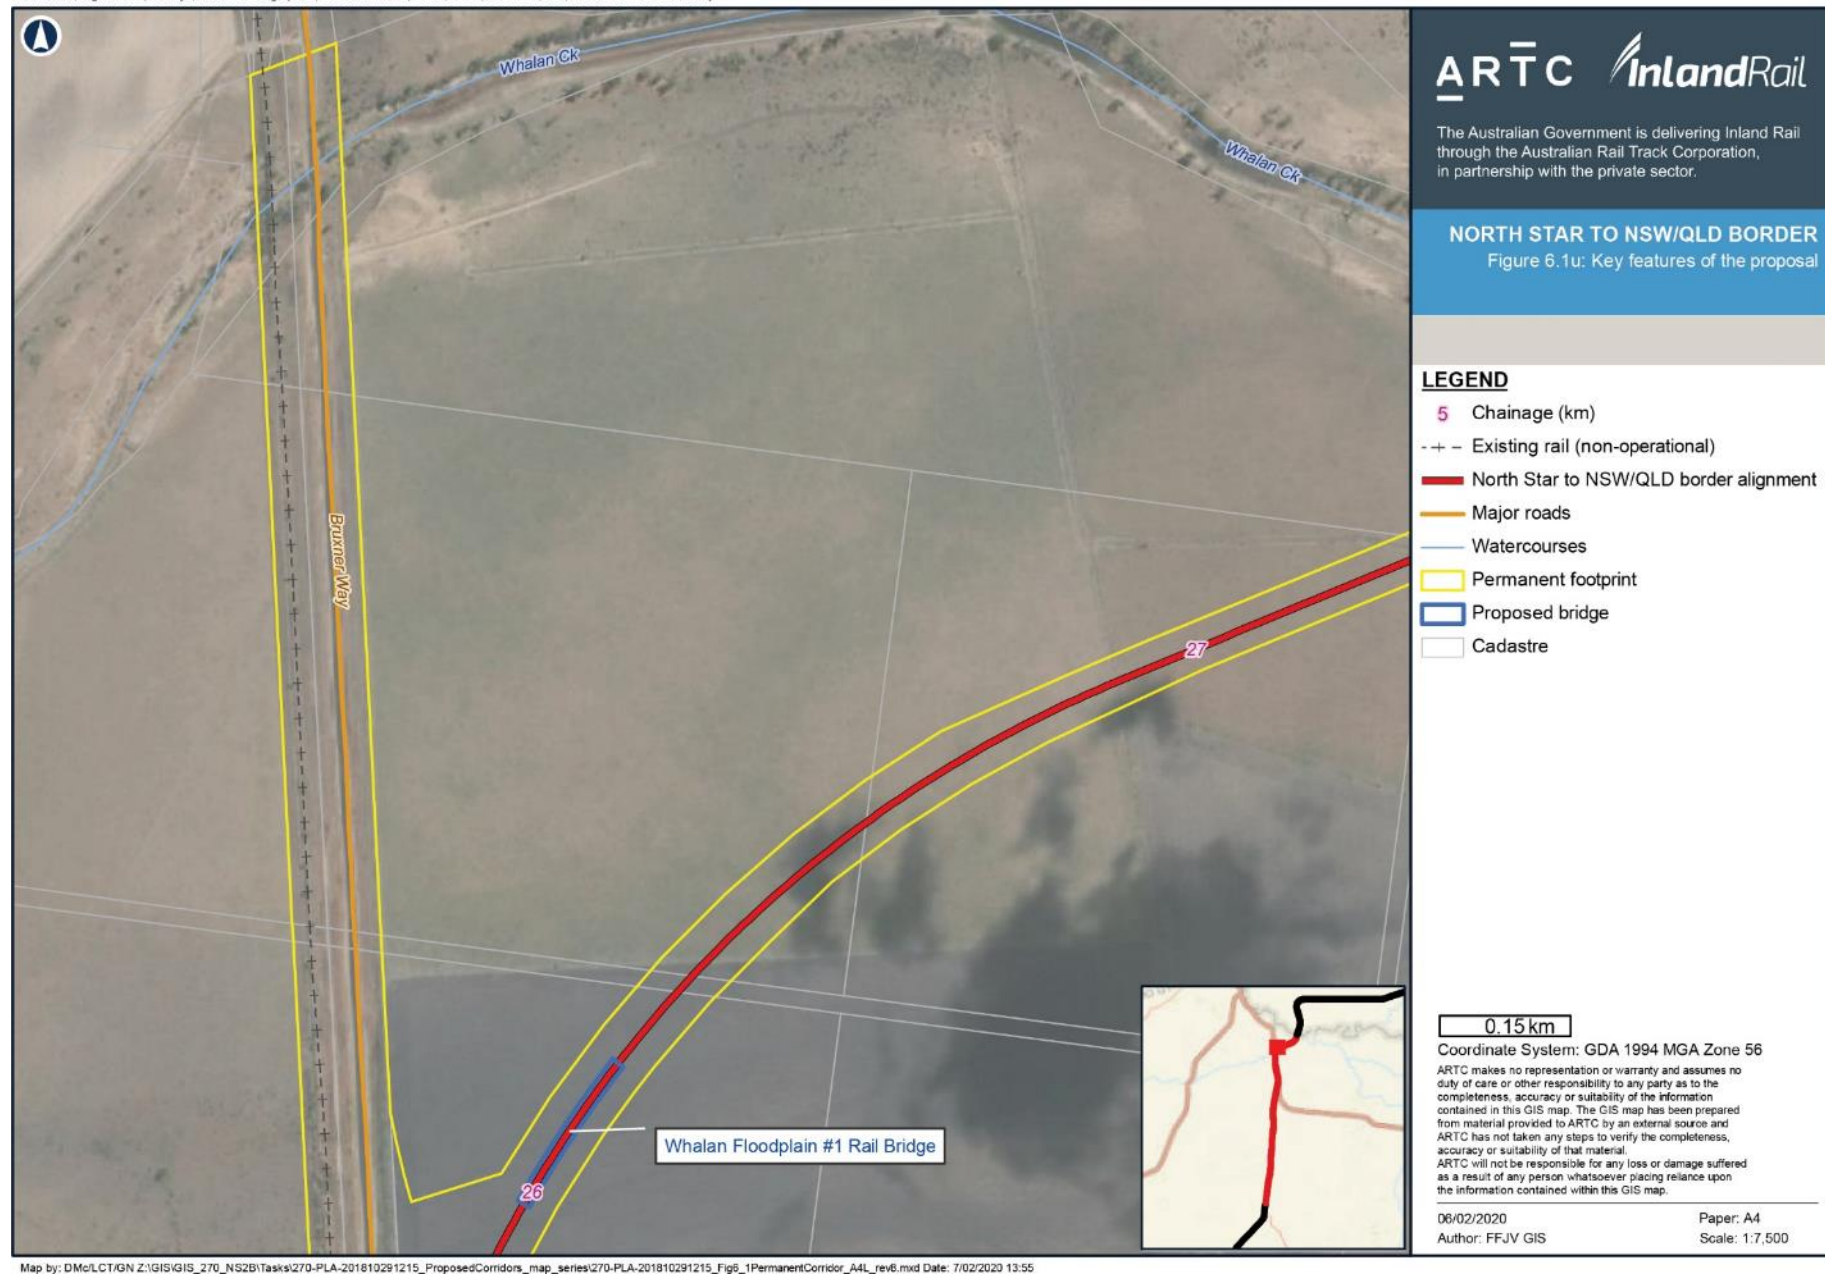 Whalan Ck
Whalan Ck
Bruxner Way
27
26
Whalan Floodplain #1 Rail Bridge
ARTC InlandRail
The Australian Government is delivering Inland Rail
through the Australian Rail Track Corporation,
in partnership with the private sector.
NORTH STAR TO NSW/QLD BORDER
Figure 6.1u: Key features of the proposal
LEGEND
5 Chainage (km)
Existing rail (non-operational)
North Star to NSW/QLD border alignment
Major roads
Watercourses
Permanent footprint
Proposed bridge
Cadastre
0.15 km
Coordinate System: GDA 1994 MGA Zone 56
ARTC makes no representation or warranty and assumes no
duty of care or other responsibility to any party as to the
completeness, accuracy or suitability of the information
contained in this GIS map. The GIS map has been prepared
from material provided to ARTC by an external source and
ARTC has not taken any steps to verify the completeness,
accuracy or suitability of that material.
ARTC will not be responsible for any loss or damage suffered
as a result of any person whatsoever placing reliance upon
the information contained within this GIS map.
06/02/2020 Paper: A4
Author: FFJV GIS Scale: 1:7,500
Map by: DMc/LCT/GN Z:\GIS\GIS_270_NS2B\Tasks\270-PLA-201810291215_ProposedCorridors_map_series\270-PLA-201810291215_Fig6_1PermanentCorridor_A4L_rev8.mxd Date: 7/02/2020 13:55